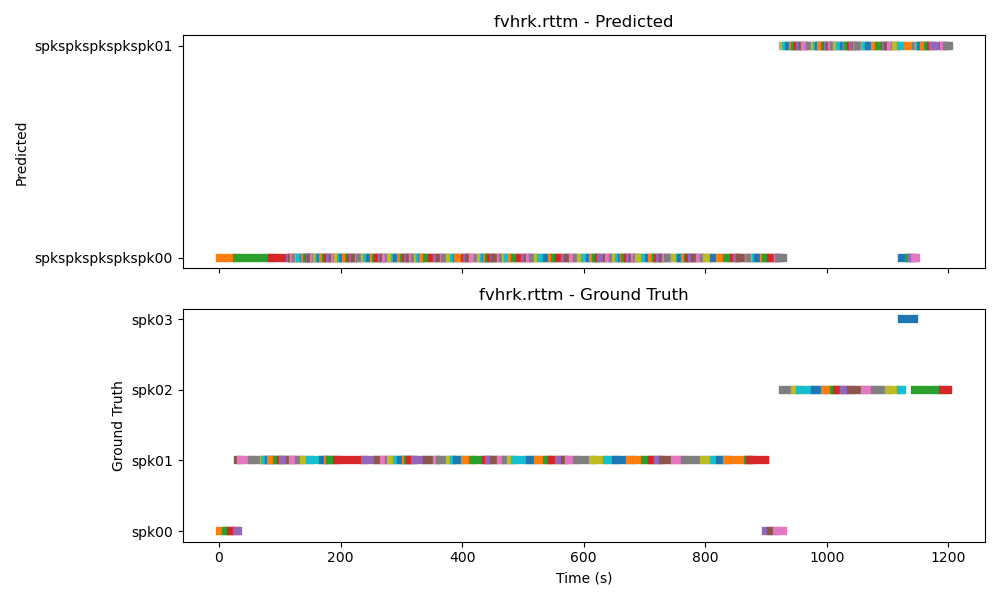 fvhrk.rttm - Predicted
spkspkspkspkspk01
Predicted
spkspkspkspkspk00
fvhrk.rttm - Ground Truth
spk03
spk02
Ground Truth
spk01
spk00
0 200 400 600 800 1000 1200
Time (s)